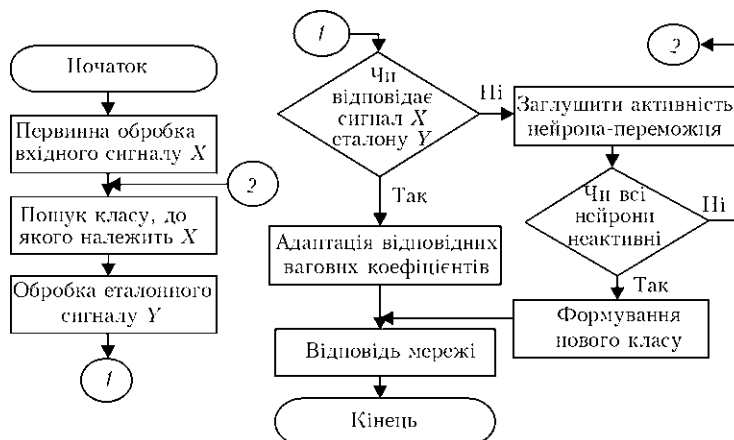 Початок
Первинна обробка
вхідного сигналу X
2
Пошук класу, до
якого належить X
Обробка еталонного
сигналу Y
1
1
Чи
відповідає
сигнал X
еталону Y
Ні
Так
Адаптація відповідних
вагових коефіцієнтів
Відповідь мережі
Кінець
2
Заглушити активність
нейрона-переможця
Чи всі
нейрони
неактивні
Ні
Так
Формування
нового класу